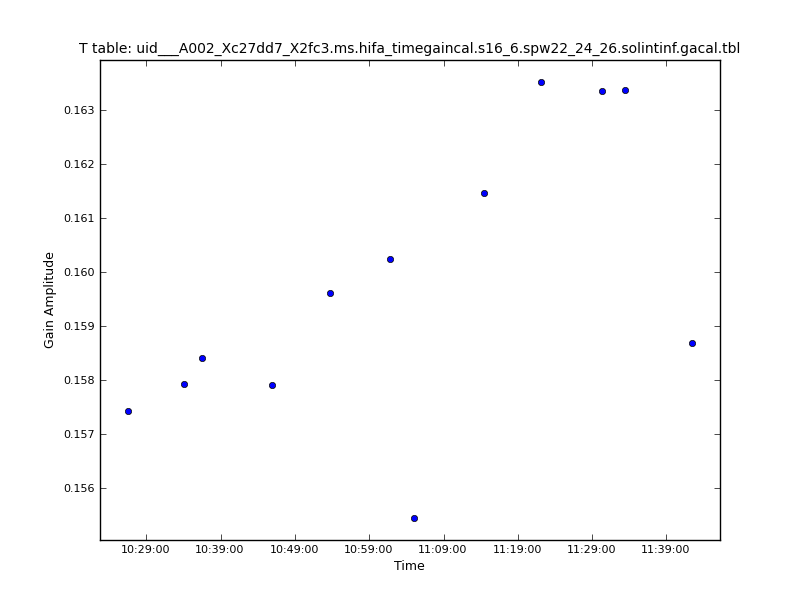 T table: uid___A002_Xc27dd7_X2fc3.ms.hifa_timegaincal.s16_6.spw22_24_26.solintinf.gacal.tbl
0.163
0.162
0.161
0.160
0.159
0.158
0.157
0.156
Gain Amplitude
10:29:00 10:39:00 10:49:00 10:59:00 11:09:00 11:19:00 11:29:00 11:39:00
Time